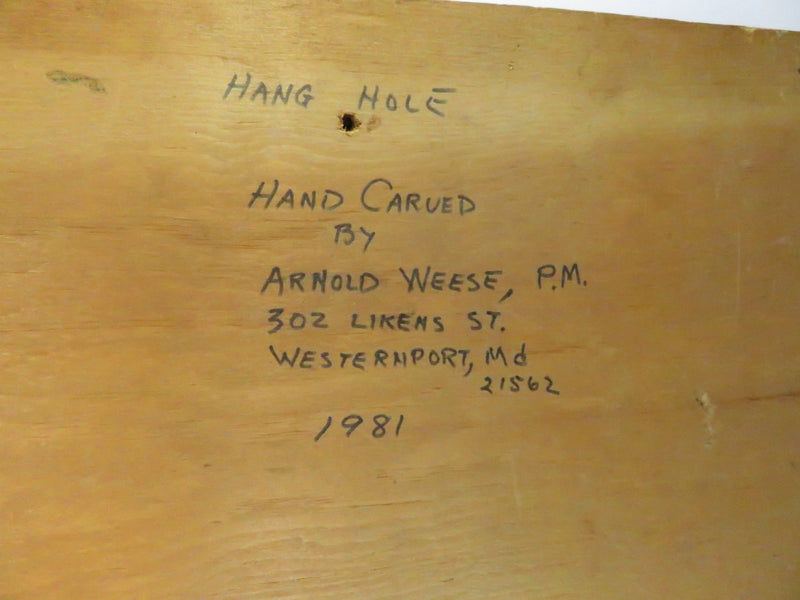 HANG HOLE
HAND CARVED
BY
ARNOLD WEESE, P.M.
302 LIKENS ST.
WESTERNPORT, Md
21562
1981